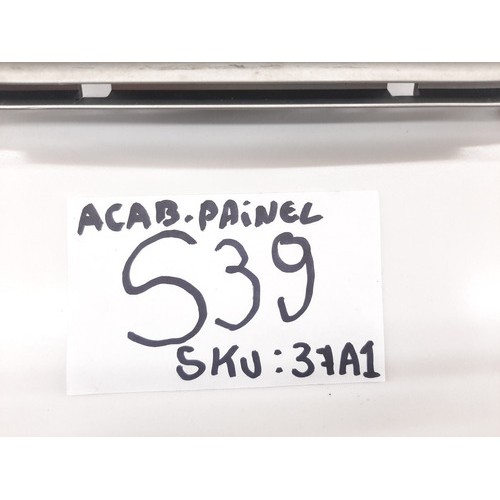 ACAB. PAiNEL
S39
SKU: 37A1